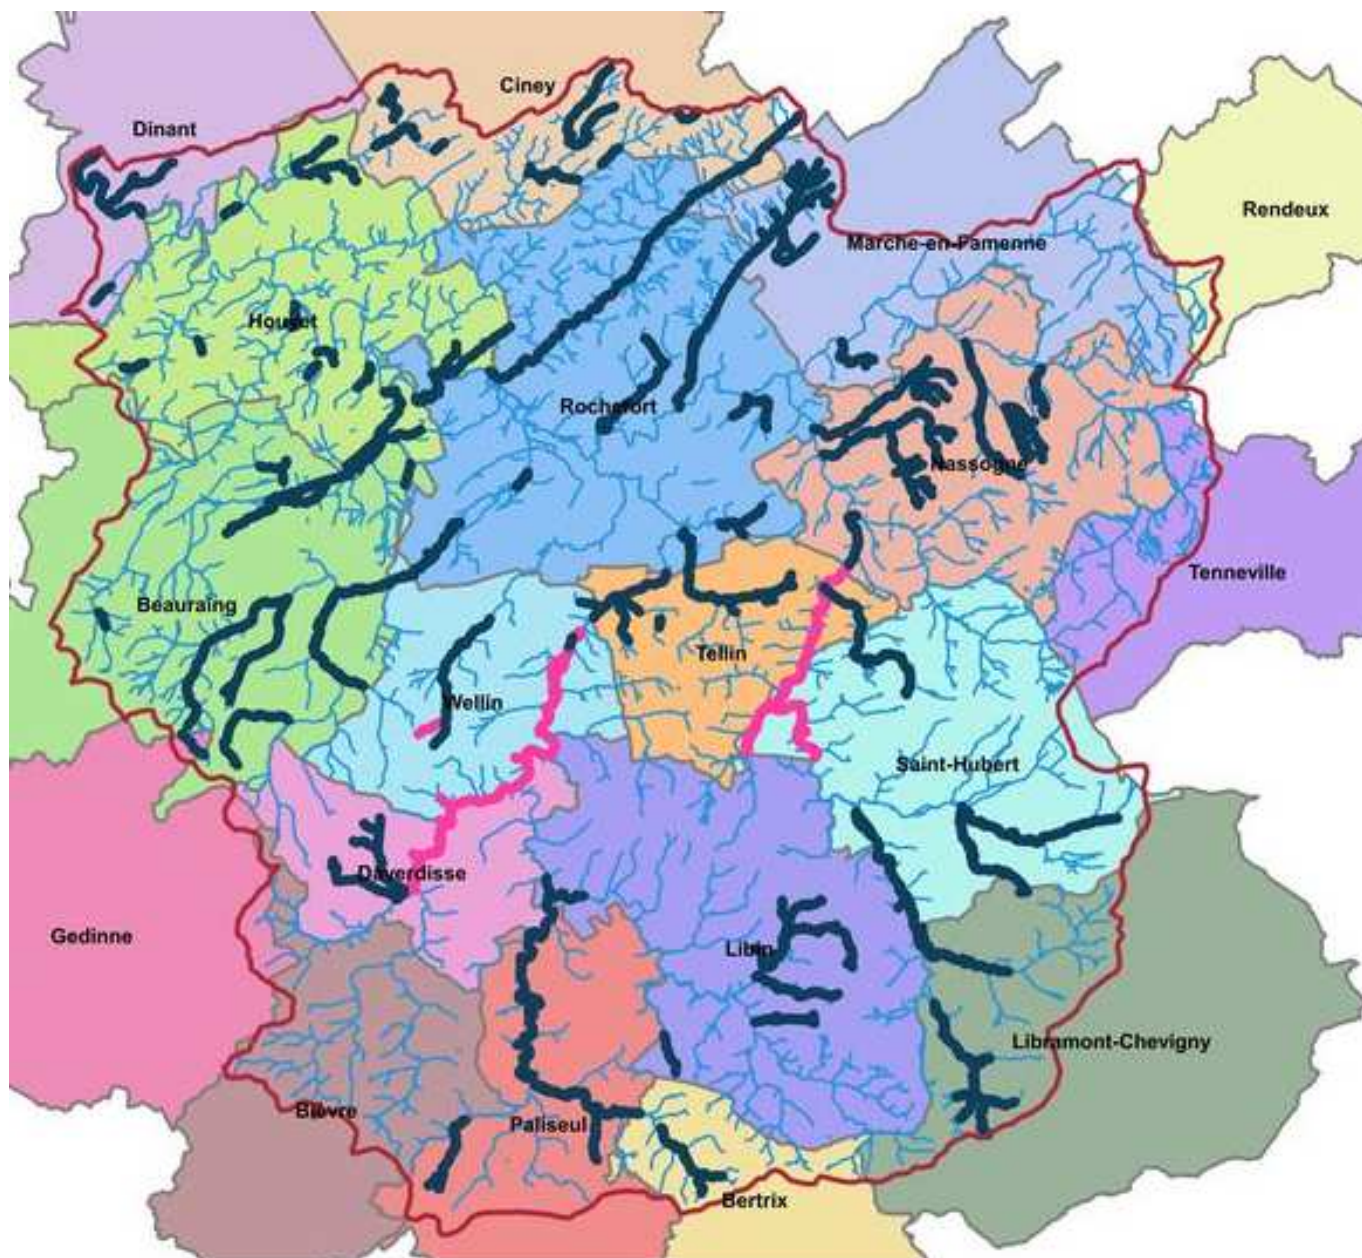 Ciney
Dinant
Rendeux
Marche-en-Famenne
Houyet
Rochefort
Nassogne
Tenneville
Beauraing
Tellin
Wellin
Saint-Hubert
Daverdisse
Gedinne
Libin
Libramont-Chevigny
Bièvre
Paliseul
Bertrix